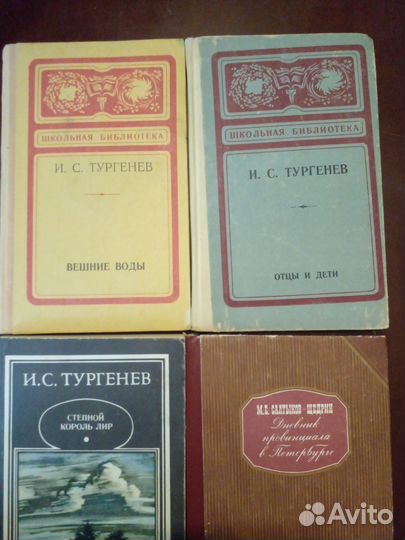 ШКОЛЬНАЯ БИБЛИОТЕКА
И. С. ТУРГЕНЕВ
ВЕШНИЕ ВОДЫ
ШКОЛЬНАЯ БИБЛИОТЕКА
И. С. ТУРГЕНЕВ
ОТЦЫ И ДЕТИ
И.С. ТУРГЕНЕВ
СТЕПНОЙ
КОРОЛЬ ЛИР
М.Е. САЛТЫКОВ-ЩЕДРИН
Дневник
провинциала
в Петербурге
Avito